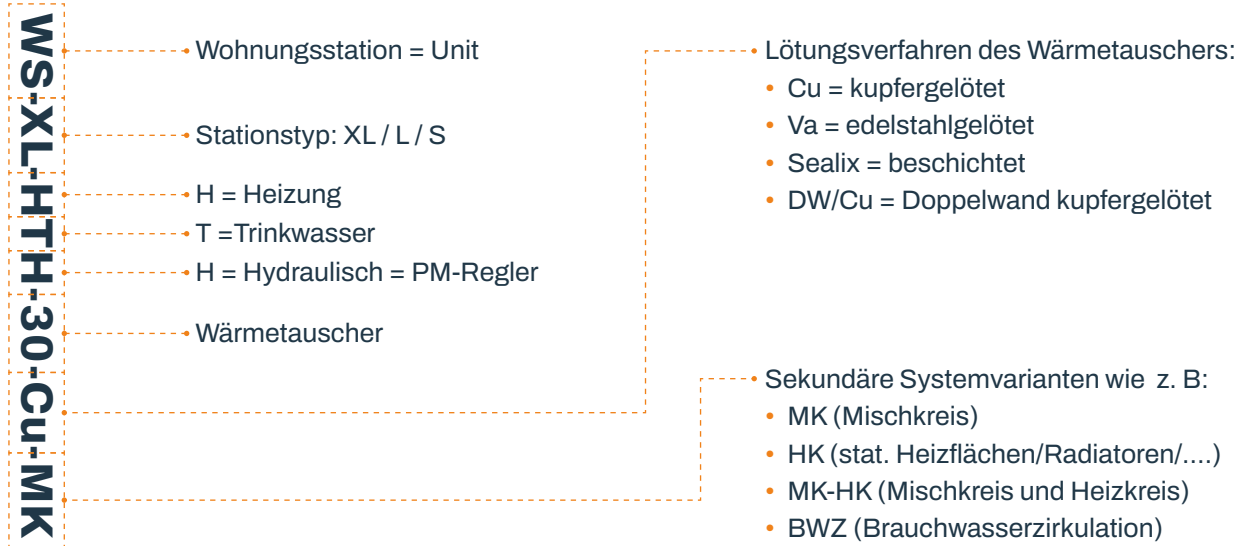 WS-XL-HTH-30-Cu-MK
Wohnungsstation = Unit
Stationstyp: XL / L / S
H = Heizung
T =Trinkwasser
H = Hydraulisch = PM-Regler
Wärmetauscher
Lötungsverfahren des Wärmetauschers:
• Cu = kupfergelötet
• Va = edelstahlgelötet
• Sealix = beschichtet
• DW/Cu = Doppelwand kupfergelötet
Sekundäre Systemvarianten wie z. B:
• MK (Mischkreis)
• HK (stat. Heizflächen/Radiatoren/....)
• MK-HK (Mischkreis und Heizkreis)
• BWZ (Brauchwasserzirkulation)